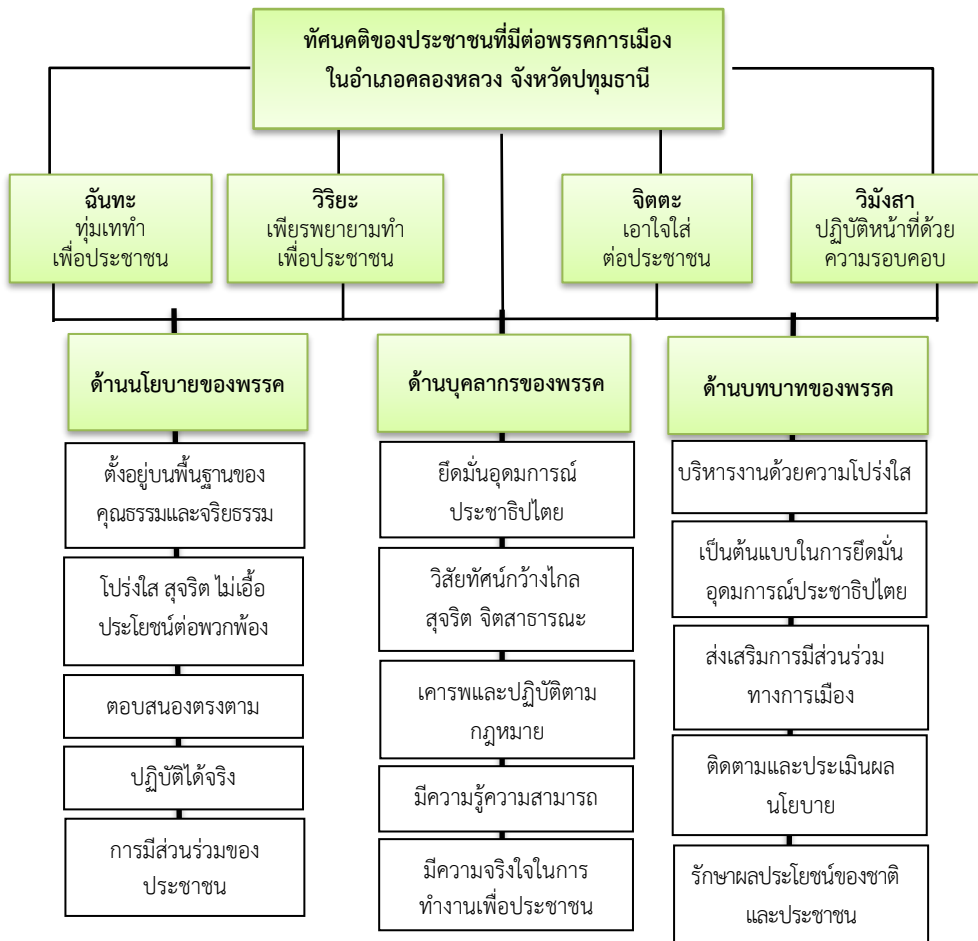 ทัศนคติของประชาชนที่มีต่อพรรคการเมือง
ในอำเภอคลองหลวง จังหวัดปทุมธานี
ฉันทะ
ทุ่มเททำ
เพื่อประชาชน
วิริยะ
เพียรพยายามทำ
เพื่อประชาชน
จิตตะ
เอาใจใส่
ต่อประชาชน
วิมังสา
ปฏิบัติหน้าที่ด้วย
ความรอบคอบ
ด้านนโยบายของพรรค
ตั้งอยู่บนพื้นฐานของ
คุณธรรมและจริยธรรม
โปร่งใส สุจริต ไม่เอื้อ
ประโยชน์ต่อพวกพ้อง
ตอบสนองตรงตาม
ปฏิบัติได้จริง
การมีส่วนร่วมของ
ประชาชน
ด้านบุคลากรของพรรค
ยึดมั่นอุดมการณ์
ประชาธิปไตย
วิสัยทัศน์กว้างไกล
สุจริต จิตสาธารณะ
เคารพและปฏิบัติตาม
กฎหมาย
มีความรู้ความสามารถ
มีความจริงใจในการ
ทำงานเพื่อประชาชน
ด้านบทบาทของพรรค
บริหารงานด้วยความโปร่งใส
เป็นต้นแบบในการยึดมั่น
อุดมการณ์ประชาธิปไตย
ส่งเสริมการมีส่วนร่วม
ทางการเมือง
ติดตามและประเมินผล
นโยบาย
รักษาผลประโยชน์ของชาติ
และประชาชน